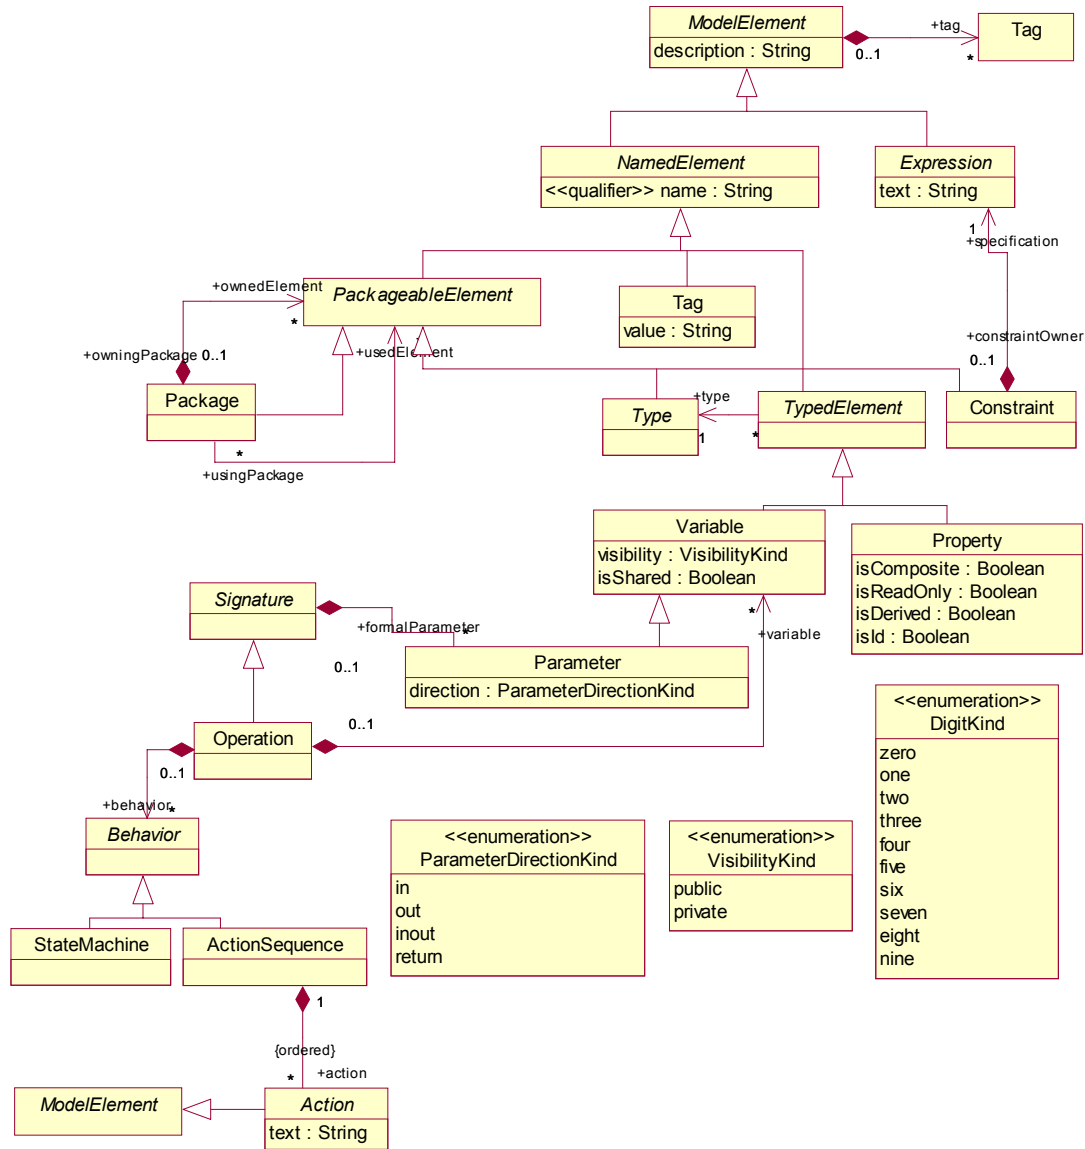 ModelElement
description : String
+tag
0..1
*
Tag
NamedElement
<<qualifier>> name : String
Expression
text : String
1
+specification
+ownedElement
*
PackageableElement
Tag
value : String
+owningPackage
0..1
+usedElement
+constraintOwner
0..1
Package
*
+usingPackage
Type
+type
1
*
TypedElement
Constraint
Variable
visibility : VisibilityKind
isShared : Boolean
Property
isComposite : Boolean
isReadOnly : Boolean
isDerived : Boolean
isId : Boolean
Signature
+formalParameter
*
0..1
*
+variable
Parameter
direction : ParameterDirectionKind
Operation
0..1
0..1
+behavior
*
Behavior
<<enumeration>>
DigitKind
zero
one
two
three
four
five
six
seven
eight
nine
<<enumeration>>
ParameterDirectionKind
in
out
inout
return
<<enumeration>>
VisibilityKind
public
private
StateMachine
ActionSequence
1
{ordered}
*
+action
ModelElement
Action
text : String